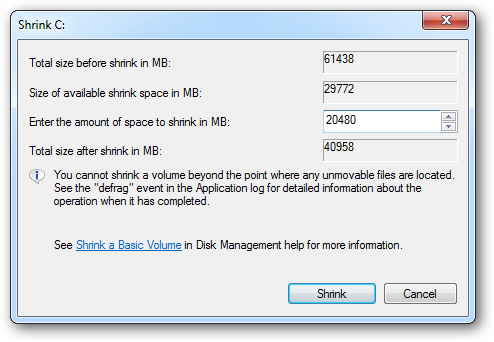 Shrink C:
Total size before shrink in MB: 61438
Size of available shrink space in MB: 29772
Enter the amount of space to shrink in MB: 20480
Total size after shrink in MB: 40958
You cannot shrink a volume beyond the point where any unmovable files are located.
See the "defrag" event in the Application log for detailed information about the
operation when it has completed.
See Shrink a Basic Volume in Disk Management help for more information.
Shrink Cancel